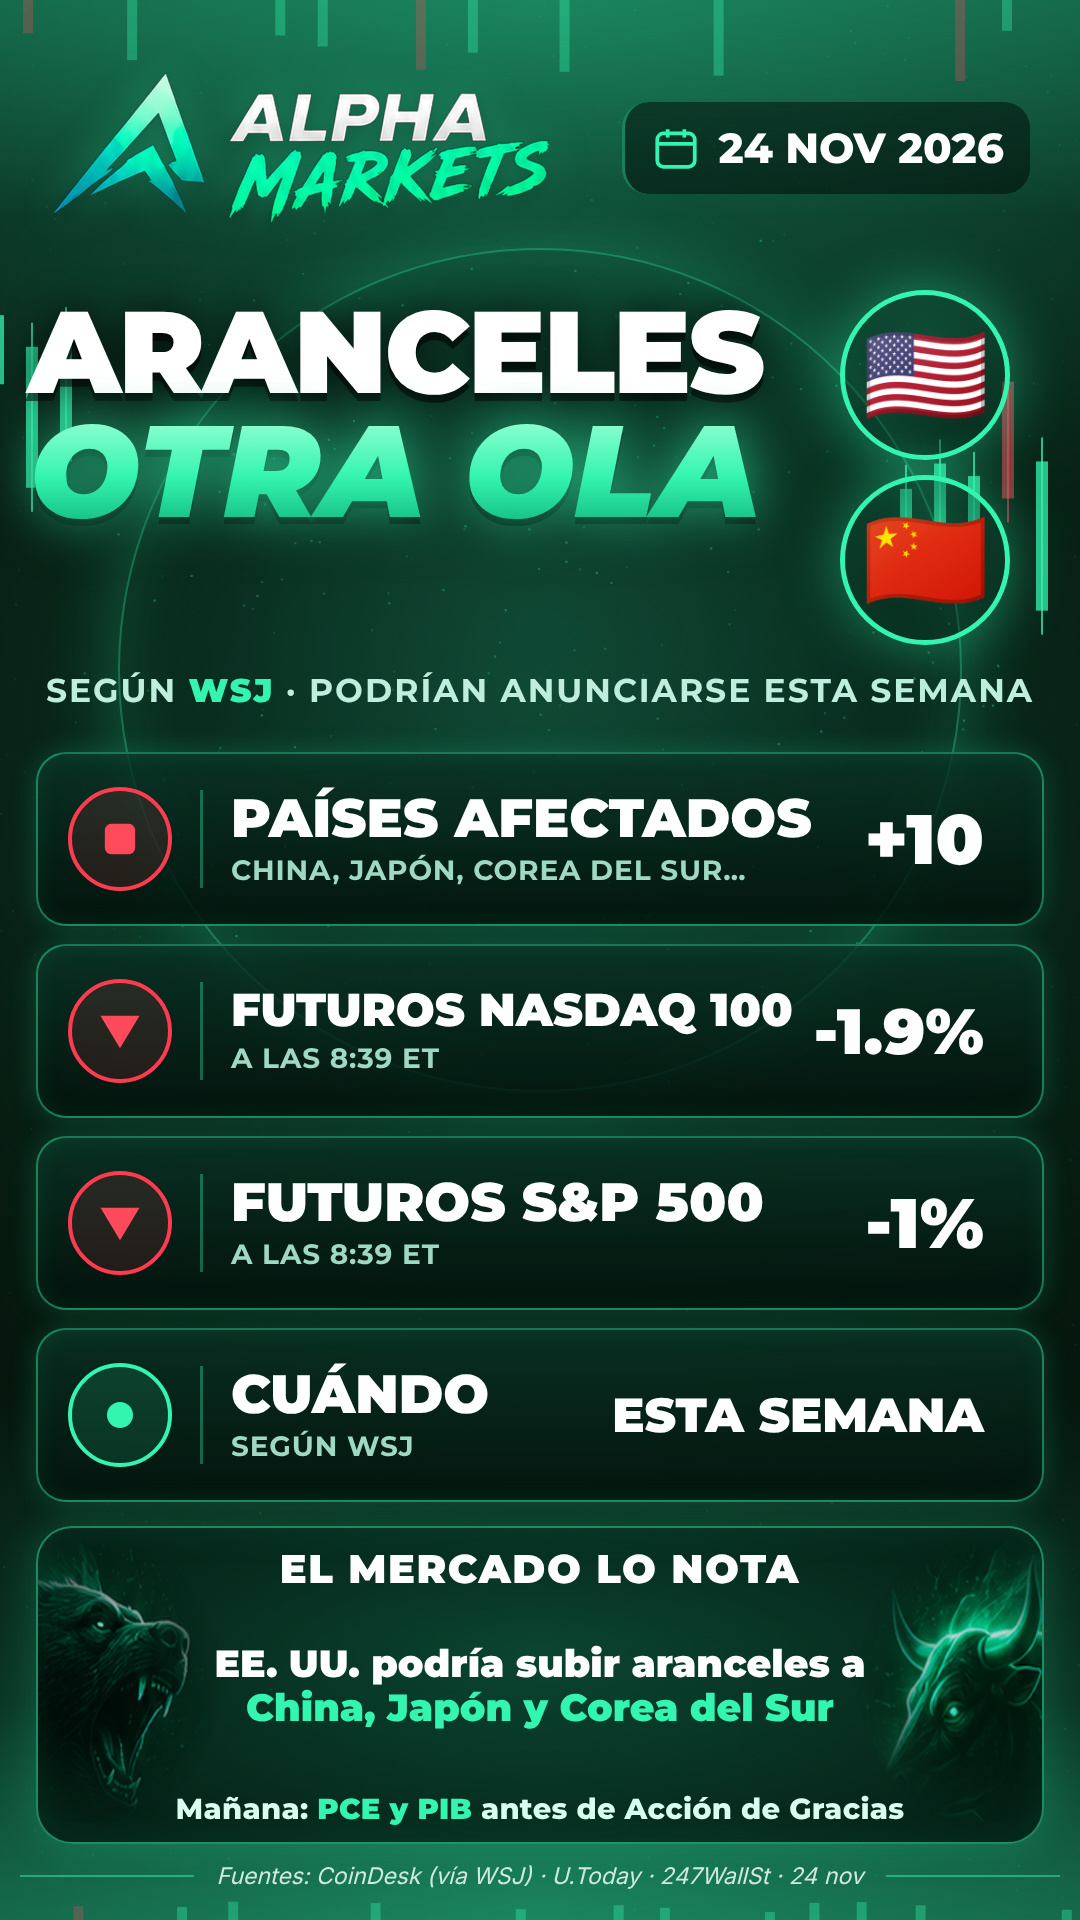 ALPHA
MARKETS
24 NOV 2026
ARANCELES
OTRA OLA
SEGÚN WSJ · PODRÍAN ANUNCIARSE ESTA SEMANA
PAÍSES AFECTADOS
CHINA, JAPÓN, COREA DEL SUR...
+10
FUTUROS NASDAQ 100
A LAS 8:39 ET
-1.9%
FUTUROS S&P 500
A LAS 8:39 ET
-1%
CUÁNDO
SEGÚN WSJ
ESTA SEMANA
EL MERCADO LO NOTA
EE. UU. podría subir aranceles a
China, Japón y Corea del Sur
Mañana: PCE y PIB antes de Acción de Gracias
Fuentes: CoinDesk (vía WSJ) · U.Today · 247WallSt · 24 nov